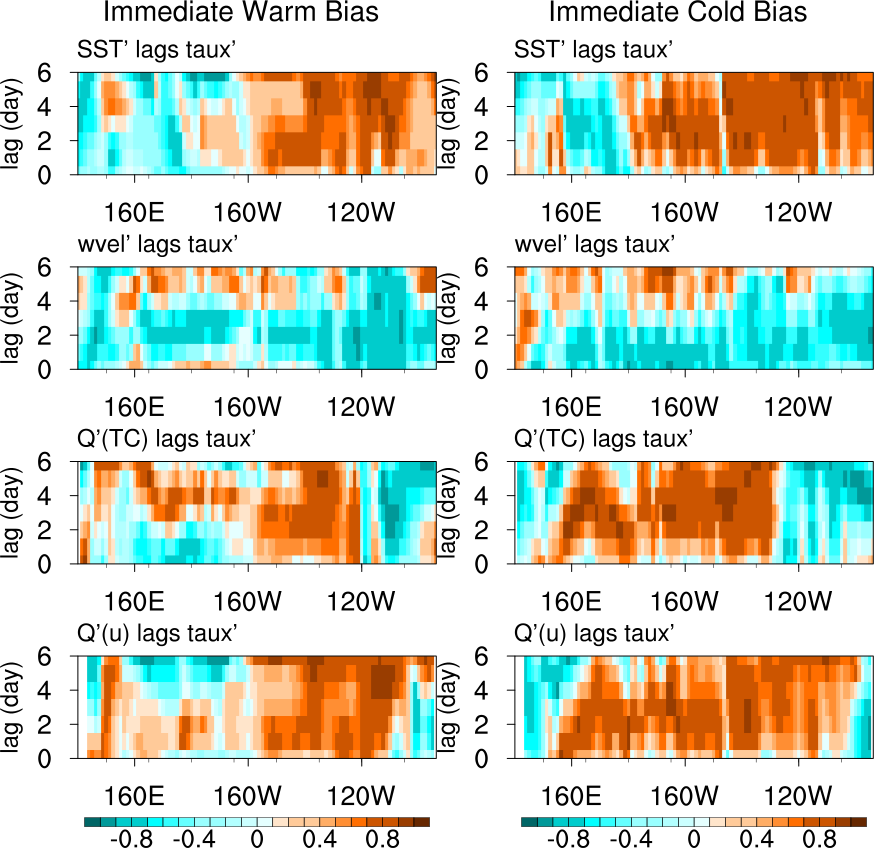 Immediate Warm Bias
Immediate Cold Bias
SST' lags taux'
SST' lags taux'
lag (day)
6
4
2
0
160E 160W 120W
lag (day)
6
4
2
0
160E 160W 120W
wvel' lags taux'
wvel' lags taux'
lag (day)
6
4
2
0
160E 160W 120W
lag (day)
6
4
2
0
160E 160W 120W
Q'(TC) lags taux'
Q'(TC) lags taux'
lag (day)
6
4
2
0
160E 160W 120W
lag (day)
6
4
2
0
160E 160W 120W
Q'(u) lags taux'
Q'(u) lags taux'
lag (day)
6
4
2
0
160E 160W 120W
lag (day)
6
4
2
0
160E 160W 120W
-0.8 -0.4 0 0.4 0.8
-0.8 -0.4 0 0.4 0.8